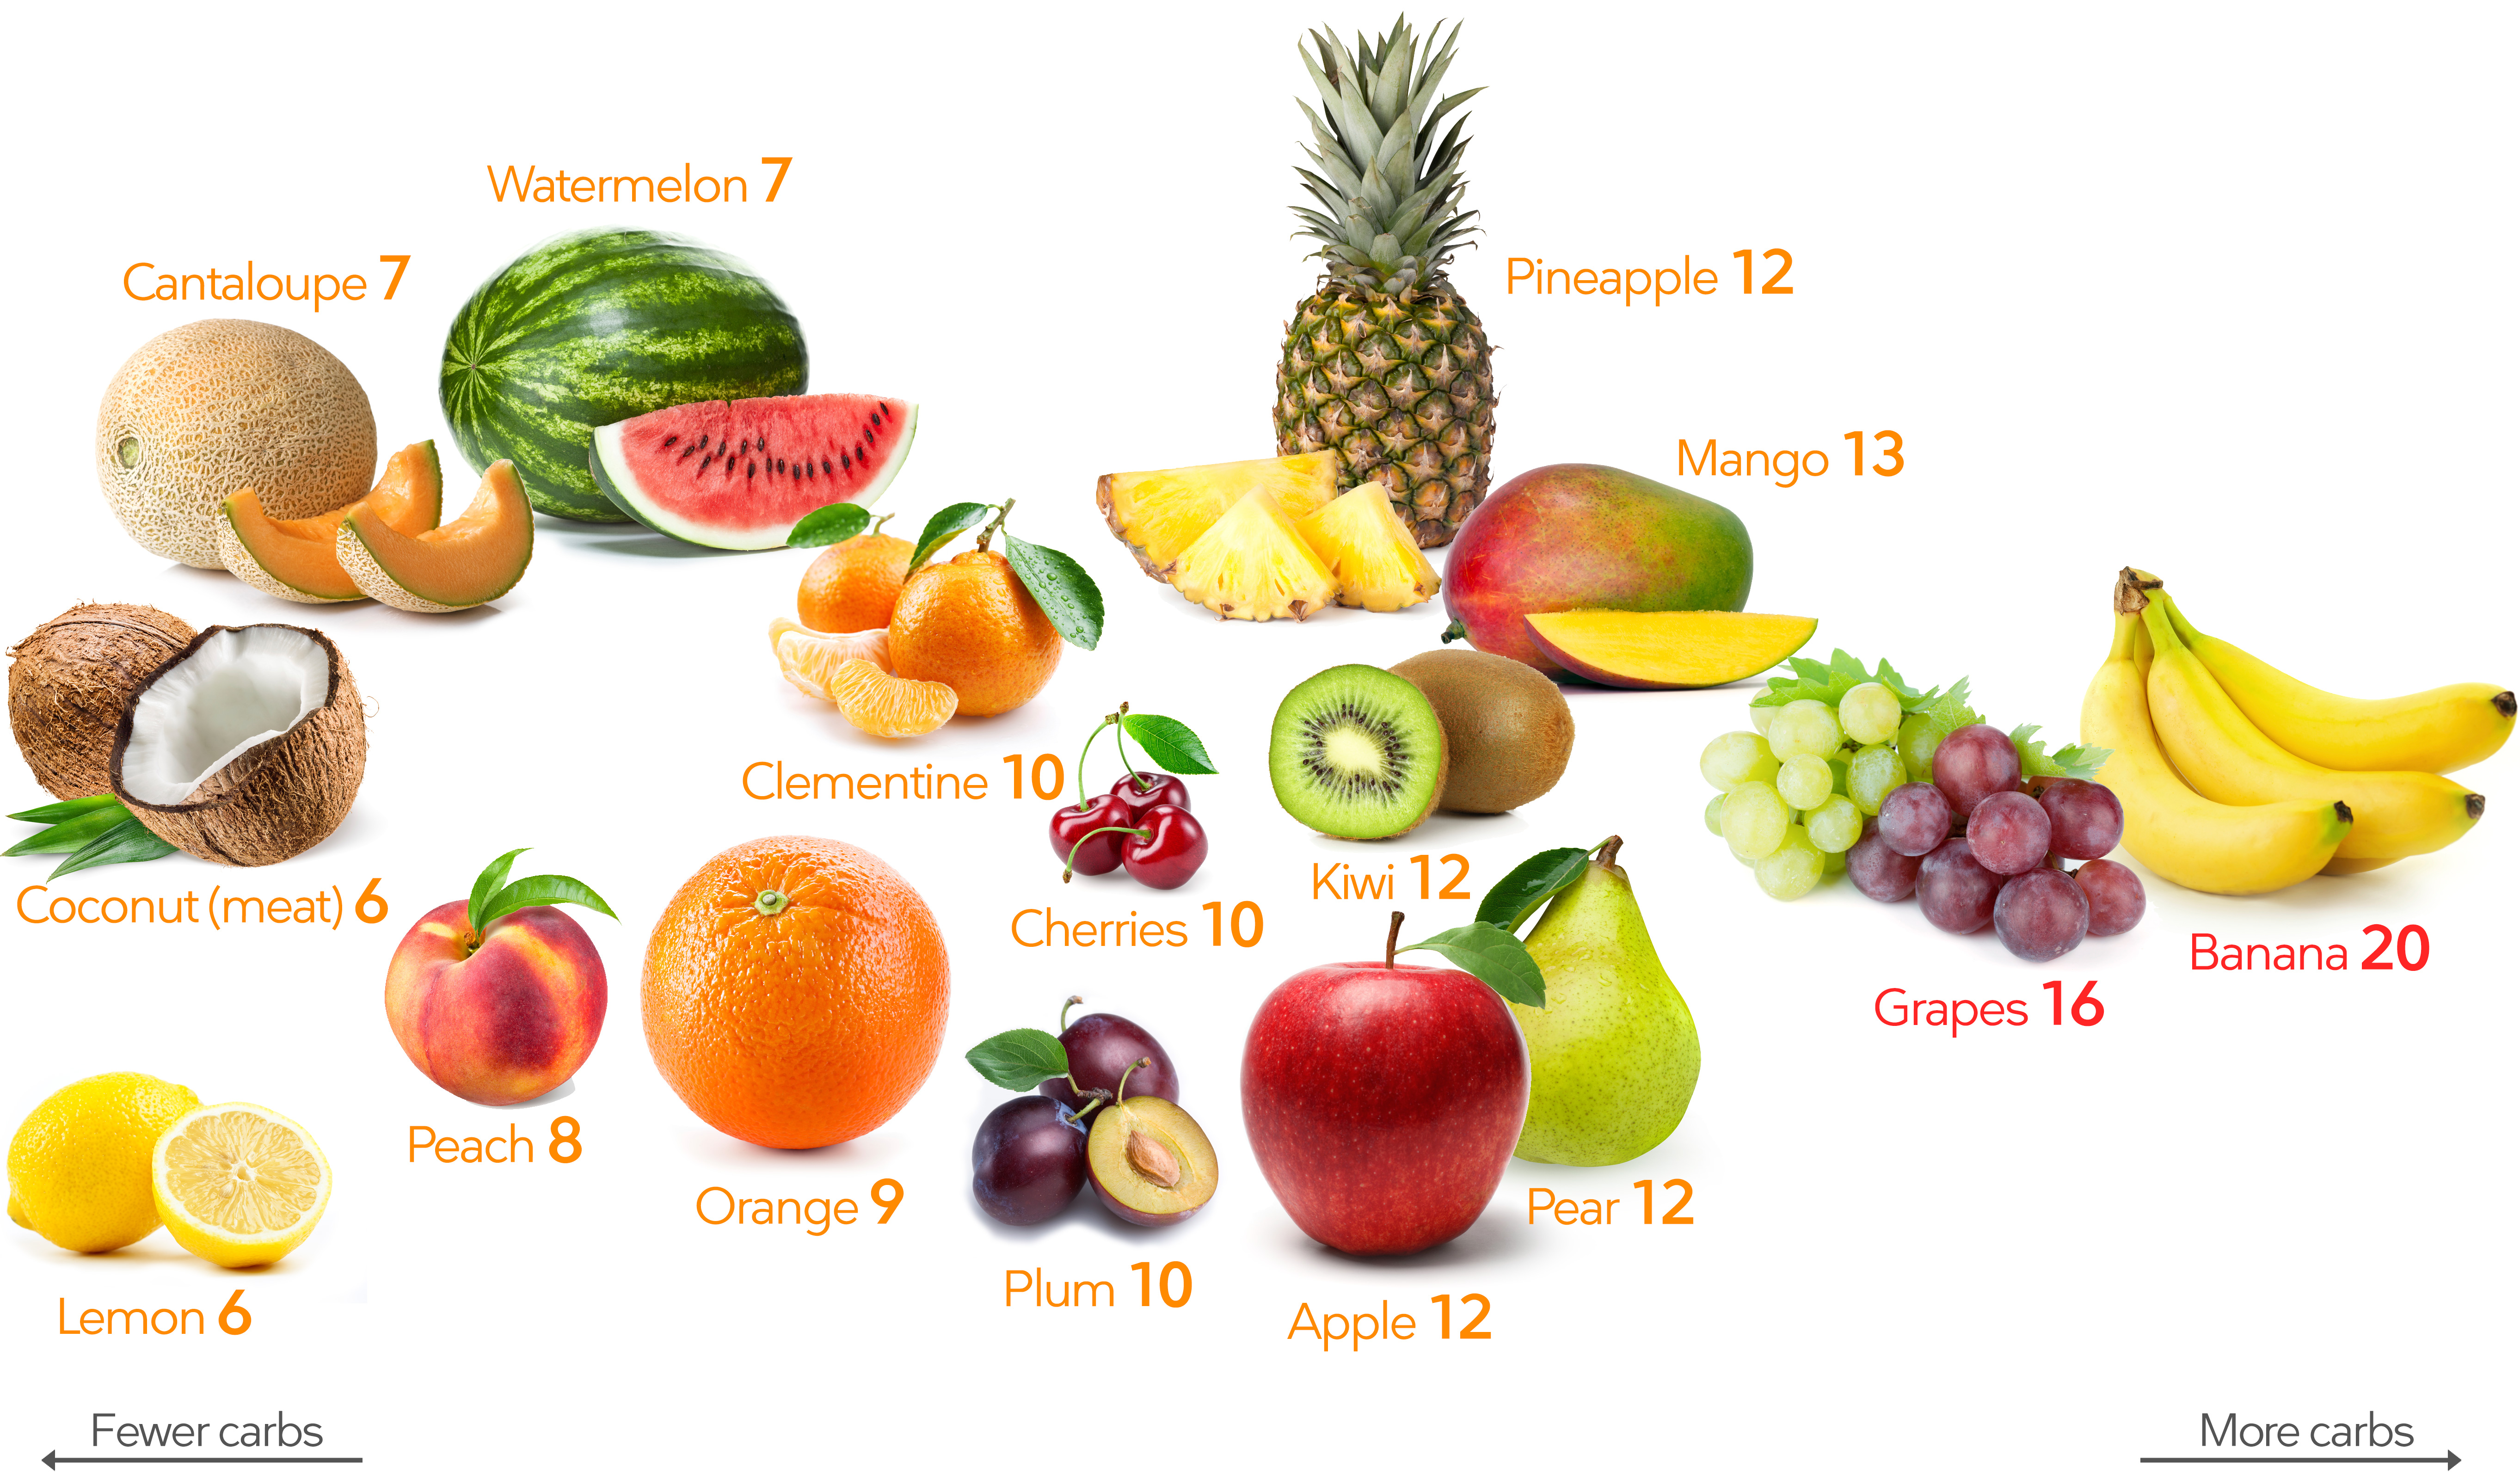 Watermelon 7
Cantaloupe 7
Pineapple 12
Mango 13
Clementine 10
Coconut (meat) 6
Cherries 10
Kiwi 12
Banana 20
Grapes 16
Peach 8
Orange 9
Pear 12
Plum 10
Lemon 6
Apple 12
Fewer carbs
More carbs